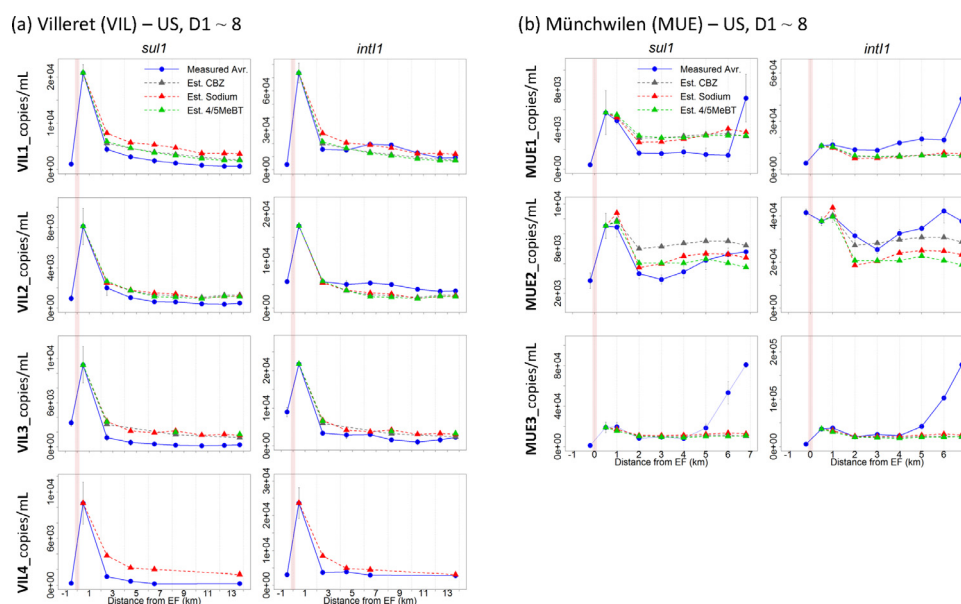 (a) Villeret (VIL) – US, D1 ~ 8
sul1
intI1
VIL1_copies/mL
0e+00
1e+04
2e+04
Measured Avr.
Est. CBZ
Est. Sodium
Est. 4/5MeBT
0e+00
3e+04
6e+04
VIL2_copies/mL
0e+00
3e+03
6e+03
0e+00
1e+04
VIL3_copies/mL
0e+00
6e+03
1e+04
0e+00
1e+04
2e+04
VIL4_copies/mL
0e+00
6e+03
1e+04
0e+00
1e+04
2e+04
3e+04
-1 1 3 5 7 9 11 13
Distance from EF (km)
-1 1 3 5 7 9 11 13
Distance from EF (km)
(b) Münchwilen (MUE) – US, D1 ~ 8
sul1
intI1
MUE1_copies/mL
0e+00
4e+03
8e+03
Measured Avr.
Est. CBZ
Est. Sodium
Est. 4/5MeBT
0e+00
3e+04
6e+04
MUE2_copies/mL
2e+03
6e+03
8e+03
1e+04
0e+00
2e+04
4e+04
MUE3_copies/mL
0e+00
4e+04
8e+04
0e+00
1e+05
2e+05
-1 0 1 2 3 4 5 6 7
Distance from EF (km)
-1 0 1 2 3 4 5 6
Distance from EF (km)